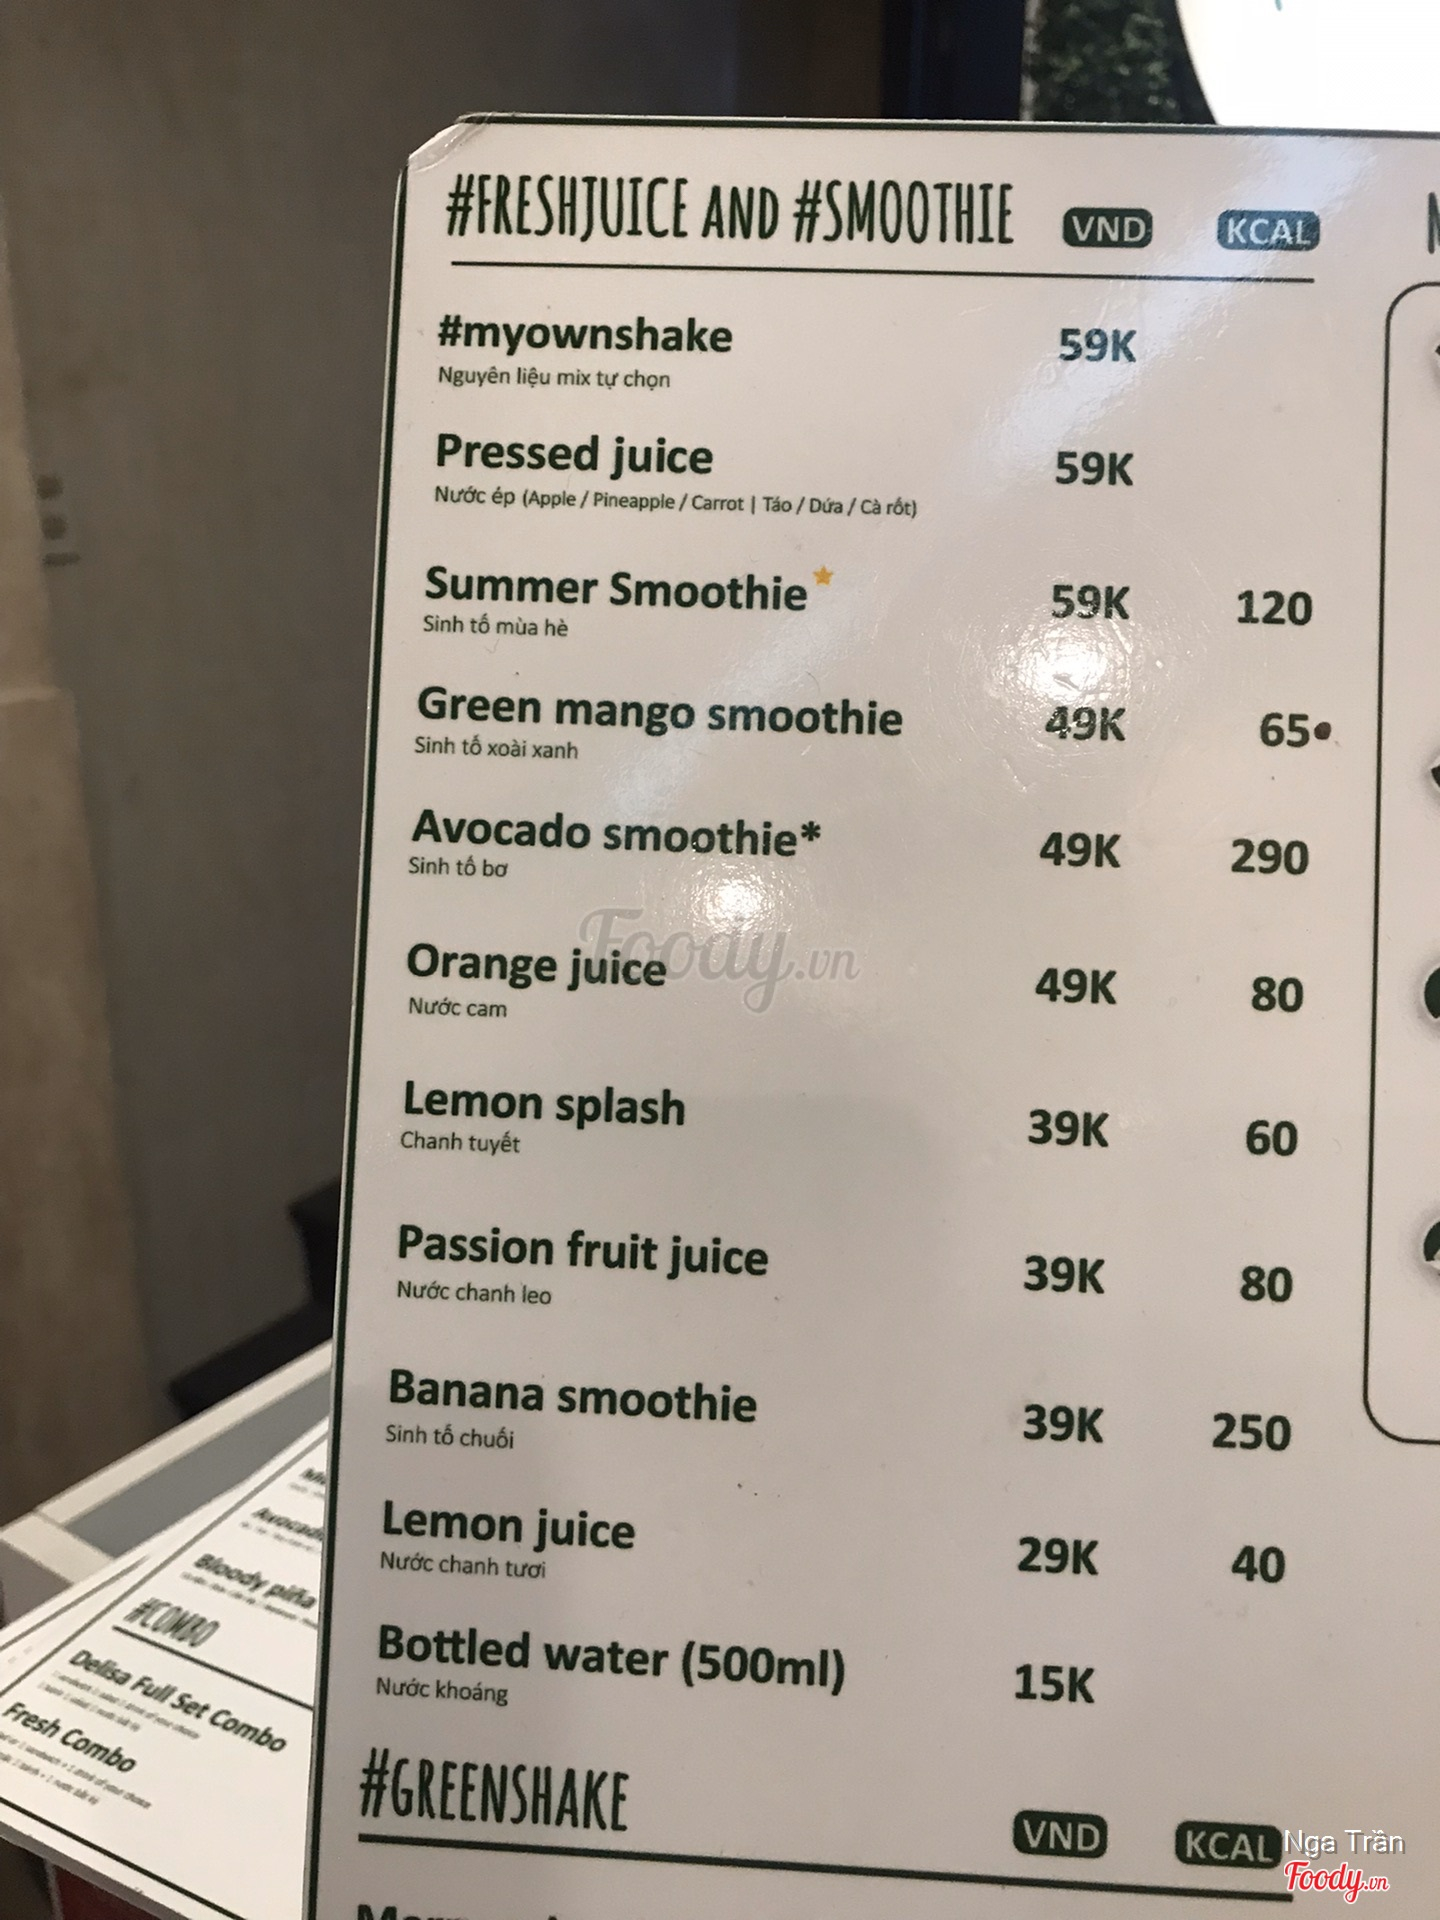 #FRESHJUICE AND #SMOOTHIE VND KCAL
#myownshake 59K
Nguyên liệu mix tự chọn
Pressed juice 59K
Nước ép (Apple / Pineapple / Carrot | Táo / Dứa / Cà rốt)
Summer Smoothie 59K 120
Sinh tố mùa hè
Green mango smoothie 49K 65
Sinh tố xoài xanh
Avocado smoothie* 49K 290
Sinh tố bơ
Foody.vn
Orange juice 49K 80
Nước cam
Lemon splash 39K 60
Chanh tuyết
Passion fruit juice 39K 80
Nước chanh leo
Banana smoothie 39K 250
Sinh tố chuối
Lemon juice 29K 40
Nước chanh tươi
Bottled water (500ml) 15K
Nước khoáng
#GREENSHAKE VND KCAL
Avocado
Bloody piña
#COMBO
Delisa Full Set Combo
Fresh Combo
Nga Trần
Foody.vn